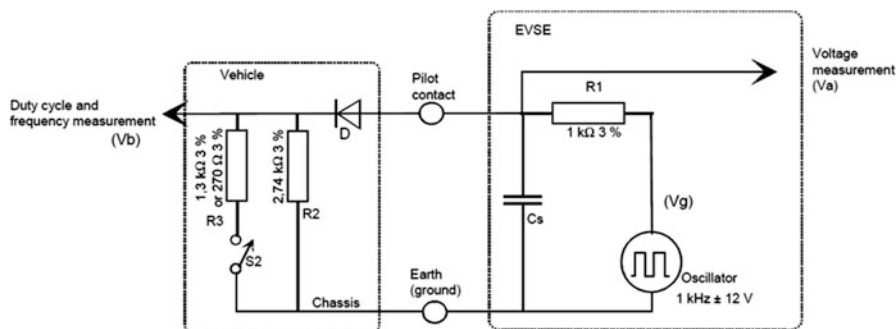 EVSE
Vehicle
Pilot
contact
Voltage
measurement
(Va)
R1
1 kΩ 3 %
Duty cycle and
frequency measurement
(Vb)
D
1,3 kΩ 3 %
or 270 Ω 3 %
R3
2,74 kΩ 3 %
R2
S2
Cs
(Vg)
Oscillator
1 kHz ± 12 V
Earth
(ground)
Chassis